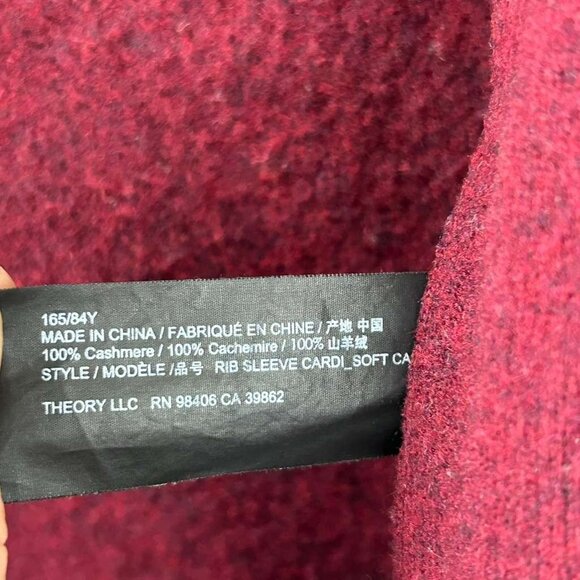 165/84Y
MADE IN CHINA / FABRIQUÉ EN CHINE / 产地 中国
100% Cashmere / 100% Cachemire / 100% 山羊绒
STYLE / MODÈLE /品号 RIB SLEEVE CARDI_SOFT CA
THEORY LLC RN 98406 CA 39862